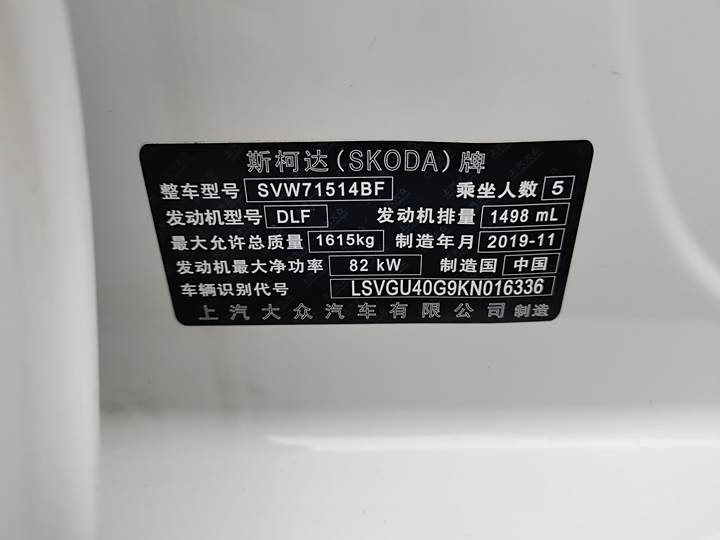 斯柯达(SKODA)牌
整车型号 SVW71514BF 乘坐人数 5
发动机型号 DLF 发动机排量 1498 mL
最大允许总质量 1615kg 制造年月 2019-11
发动机最大净功率 82 kW 制造国 中国
车辆识别代号 LSVGU40G9KN016336
上汽大众汽车有限公司 制造